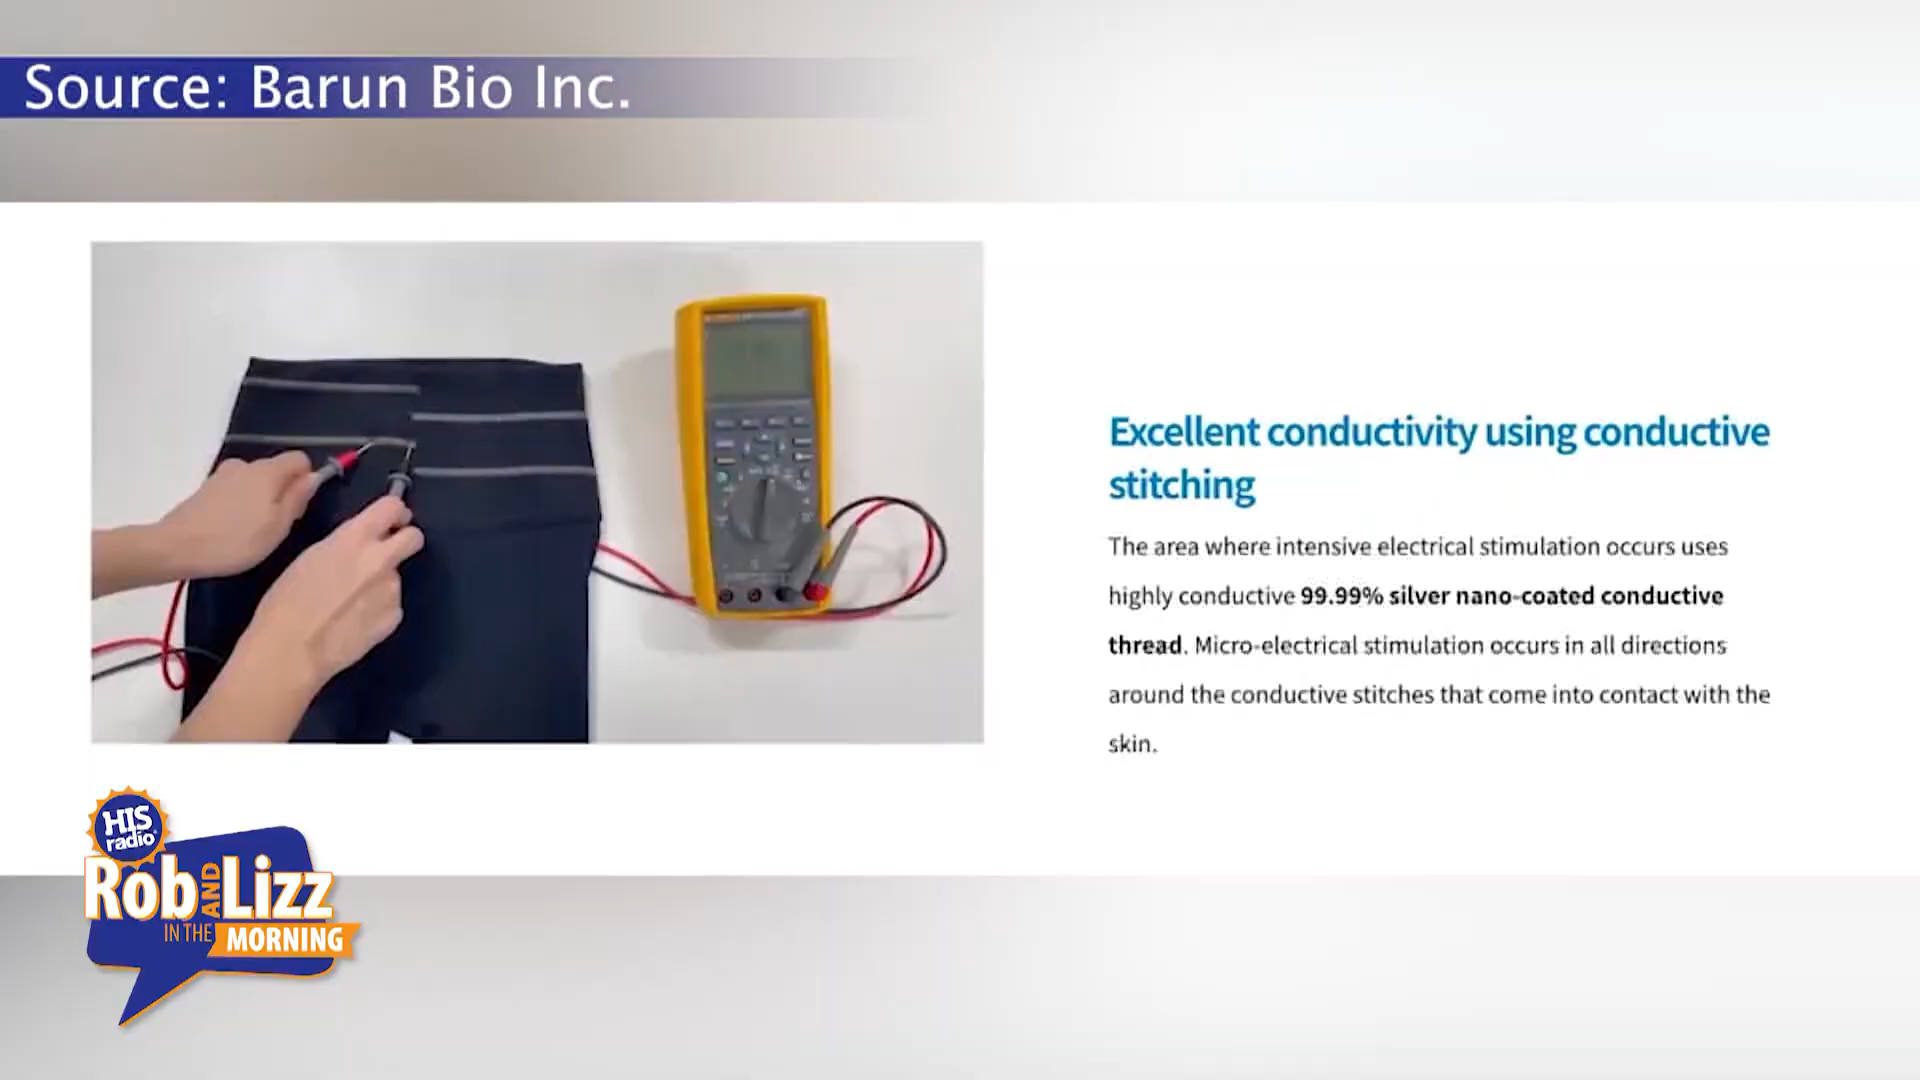 Source: Barun Bio Inc.
Excellent conductivity using conductive
stitching
The area where intensive electrical stimulation occurs uses
highly conductive 99.99% silver nano-coated conductive
thread. Micro-electrical stimulation occurs in all directions
around the conductive stitches that come into contact with the
skin.
HIS
radio
Rob AND Lizz
IN THE MORNING